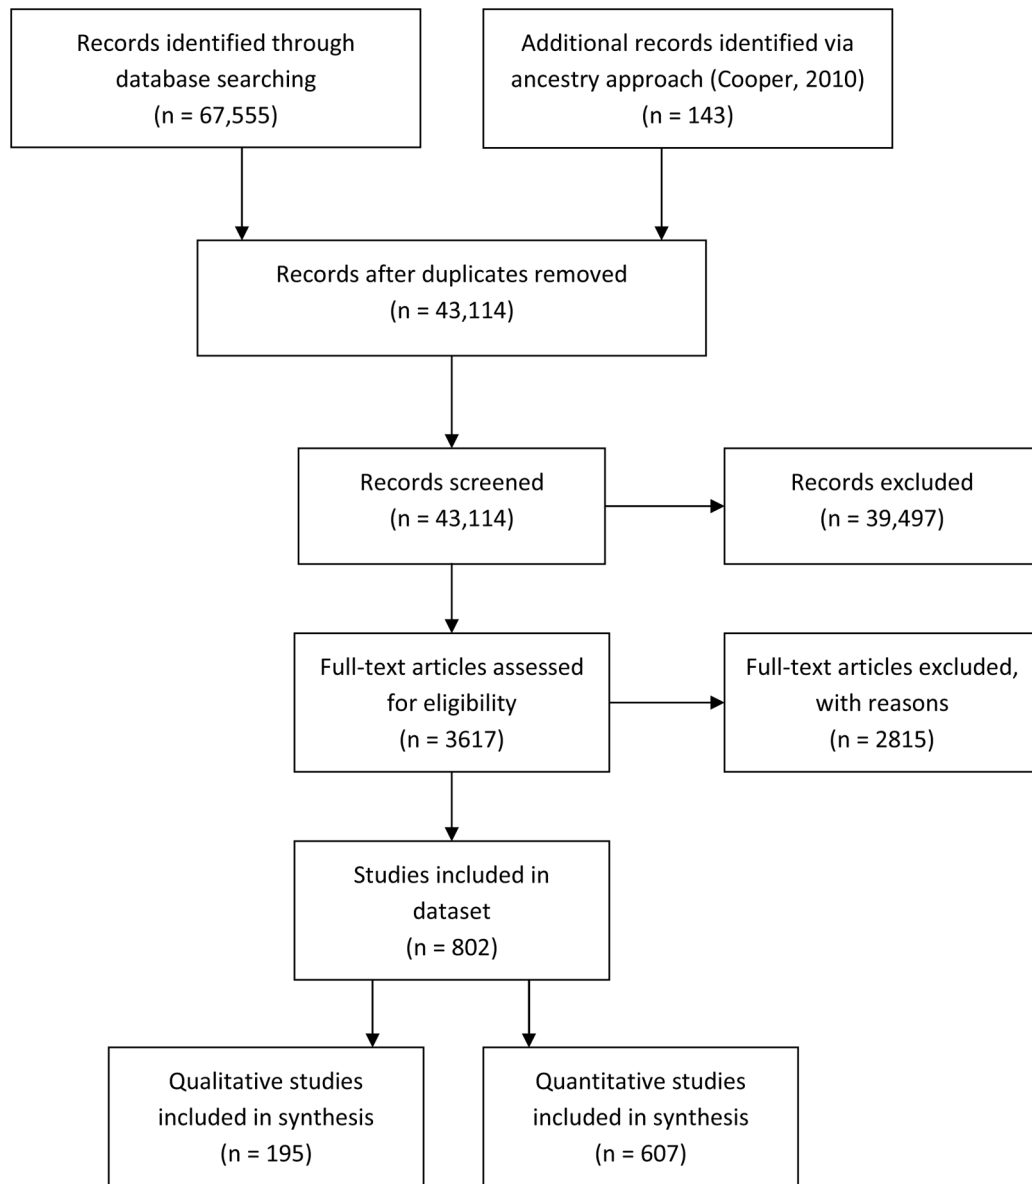 Records identified through
database searching
(n = 67,555)
Additional records identified via
ancestry approach (Cooper, 2010)
(n = 143)
Records after duplicates removed
(n = 43,114)
Records screened
(n = 43,114)
Records excluded
(n = 39,497)
Full-text articles assessed
for eligibility
(n = 3617)
Full-text articles excluded,
with reasons
(n = 2815)
Studies included in
dataset
(n = 802)
Qualitative studies
included in synthesis
(n = 195)
Quantitative studies
included in synthesis
(n = 607)